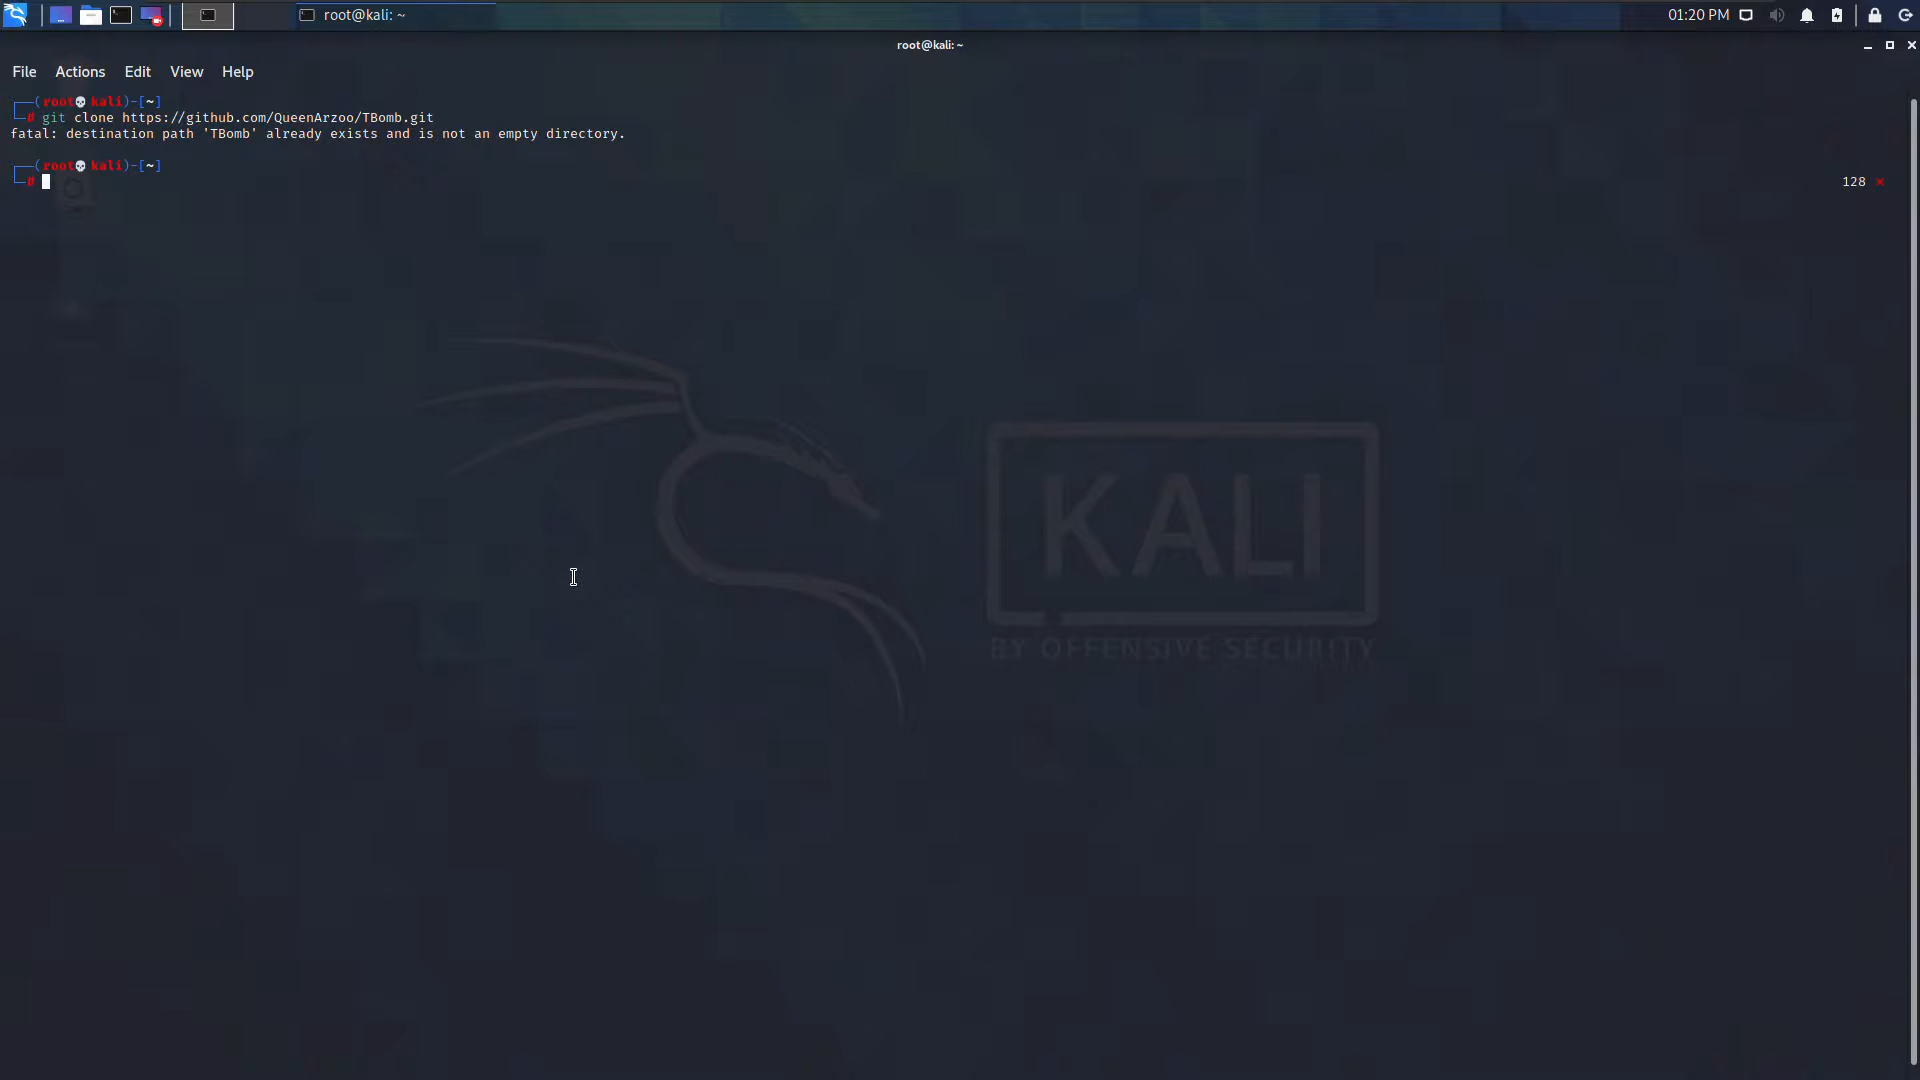 root@kali: ~
01:20 PM
root@kali: ~
File Actions Edit View Help
┌──(root💀kali)-[~]
└─# git clone https://github.com/QueenArzoo/TBomb.git
fatal: destination path 'TBomb' already exists and is not an empty directory.
┌──(root💀kali)-[~]
└─#
128 ×
KALI
BY OFFENSIVE SECURITY